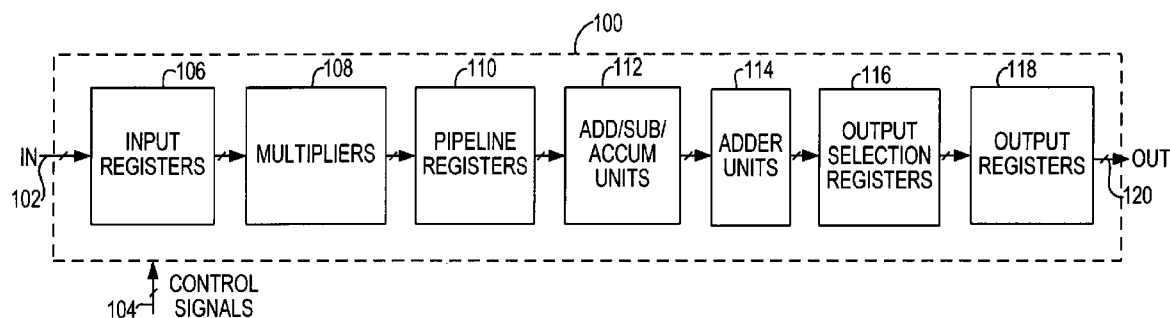 100
106
108
110
112
114
116
118
IN
102
INPUT
REGISTERS
MULTIPLIERS
PIPELINE
REGISTERS
ADD/SUB/
ACCUM
UNITS
ADDER
UNITS
OUTPUT
SELECTION
REGISTERS
OUTPUT
REGISTERS
OUT
120
104
CONTROL
SIGNALS